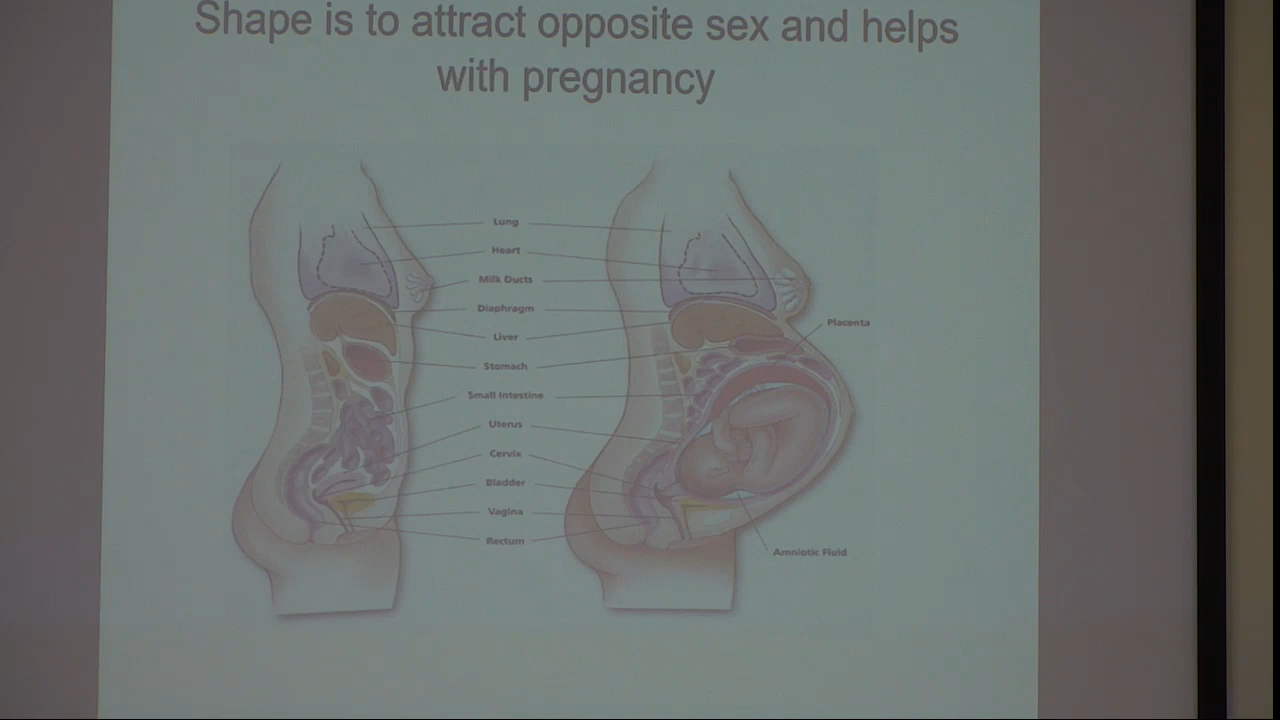 Shape is to attract opposite sex and helps
with pregnancy
Lung
Heart
Milk Ducts
Diaphragm
Placenta
Liver
Stomach
Small Intestine
Uterus
Cervix
Bladder
Vagina
Rectum
Amniotic Fluid